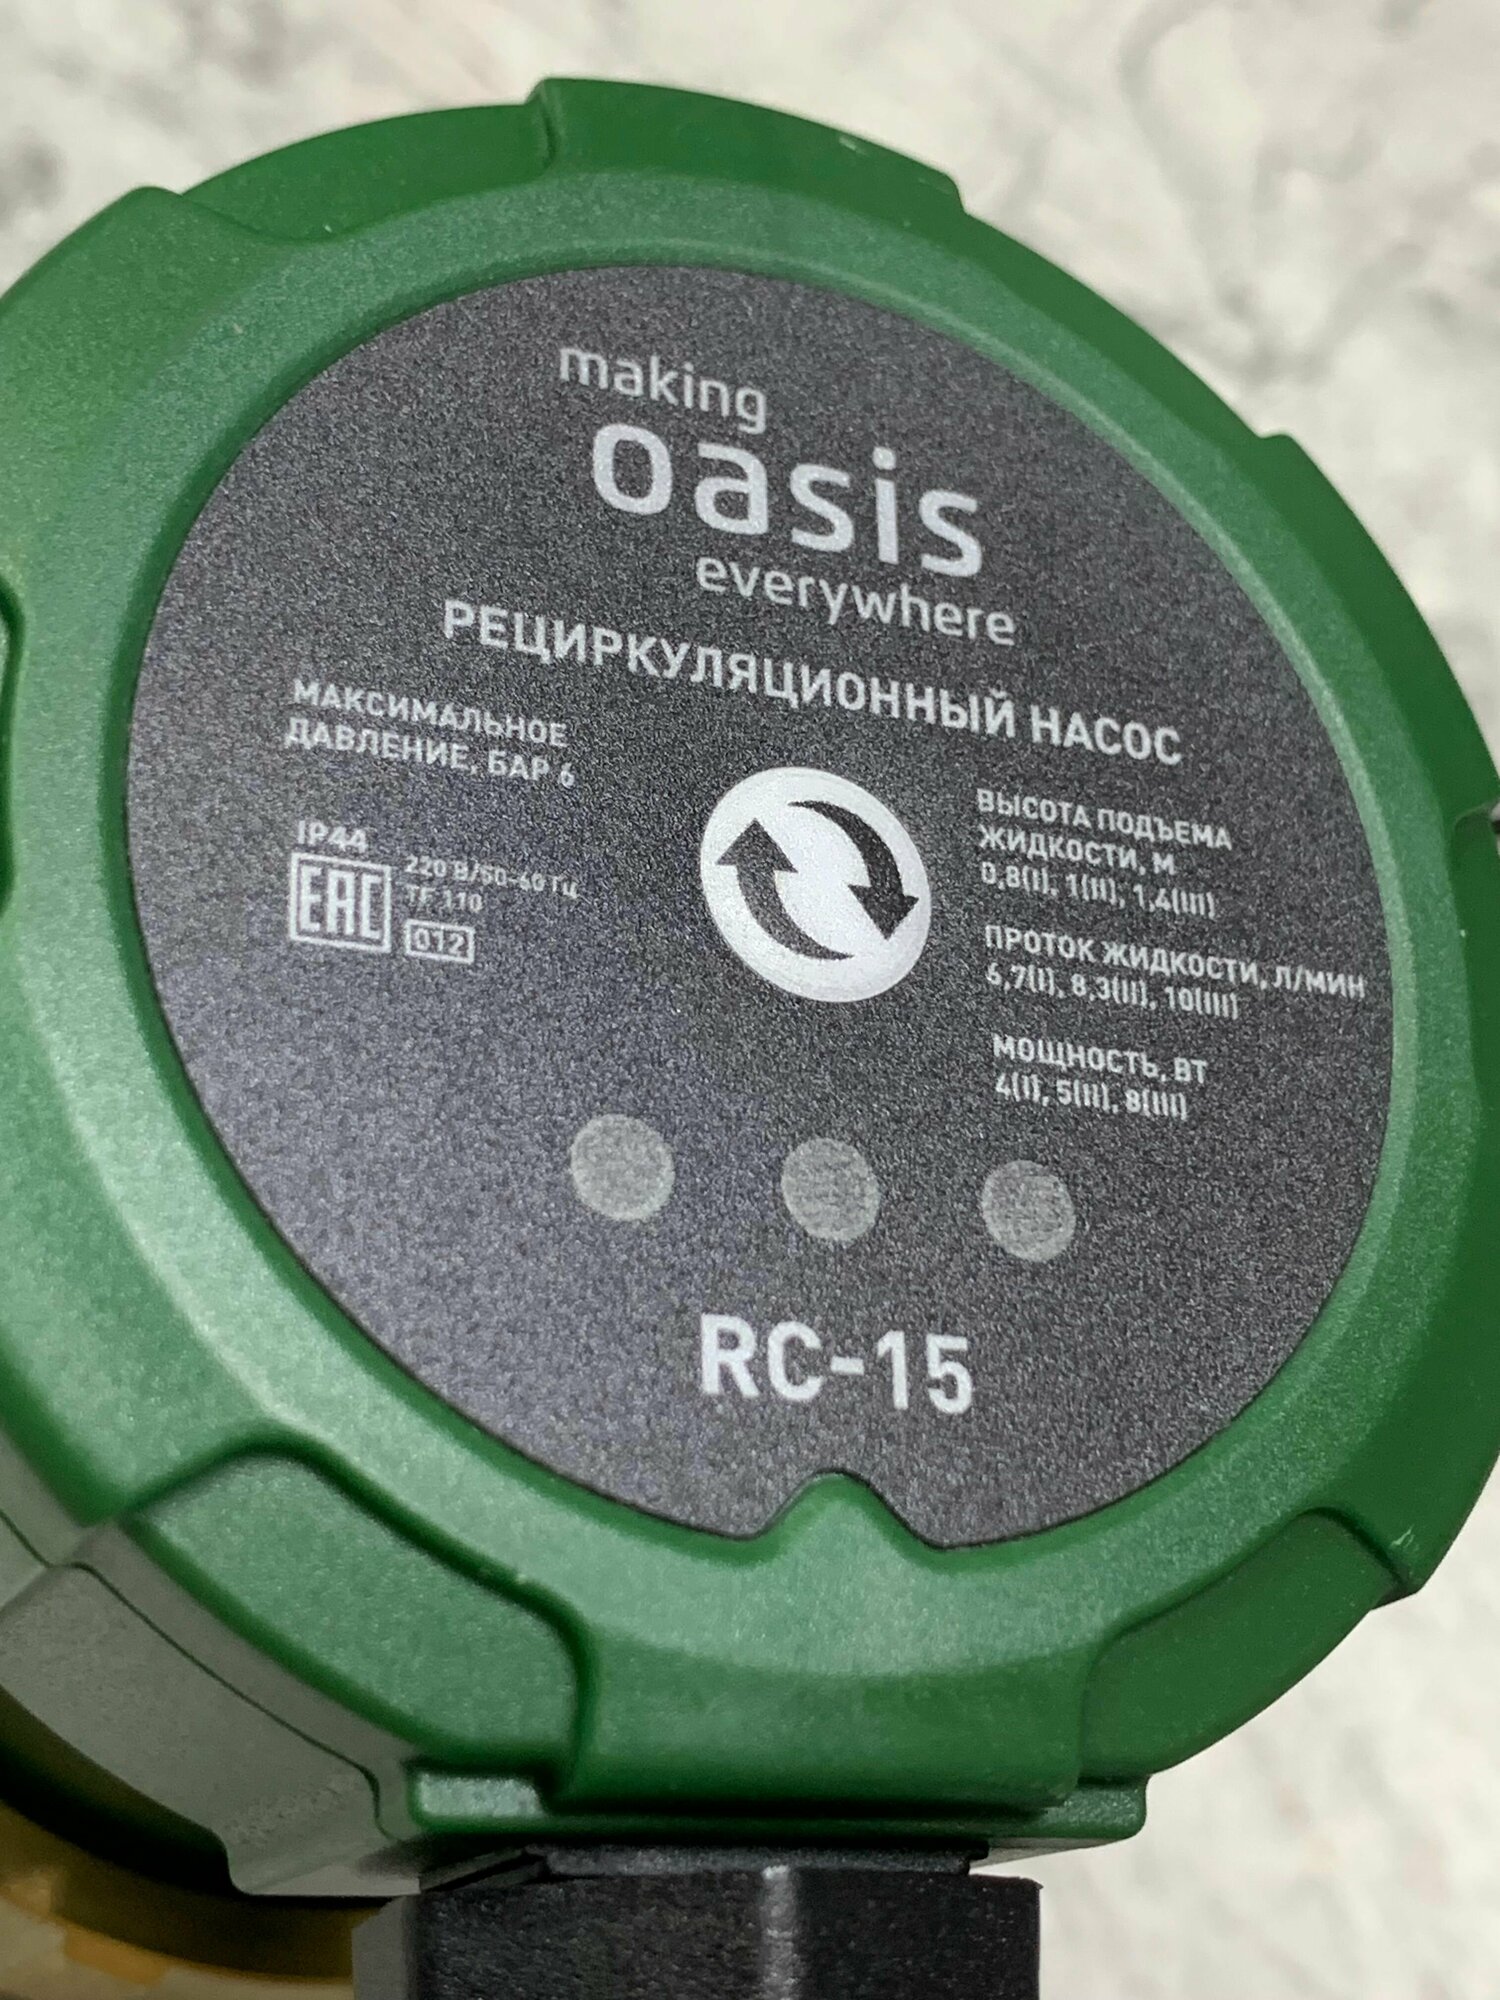 making
oasis
everywhere
РЕЦИРКУЛЯЦИОННЫЙ НАСОС
МАКСИМАЛЬНОЕ
ДАВЛЕНИЕ, БАР 6
IP44
EAC
220 В/50-60 Гц
TF 110
012
ВЫСОТА ПОДЪЕМА
ЖИДКОСТИ, М
0,8(I), 1(II), 1,4(III)
ПРОТОК ЖИДКОСТИ, Л/МИН
6,7(I), 8,3(II), 10(III)
МОЩНОСТЬ, ВТ
4(I), 5(II), 8(III)
RC-15